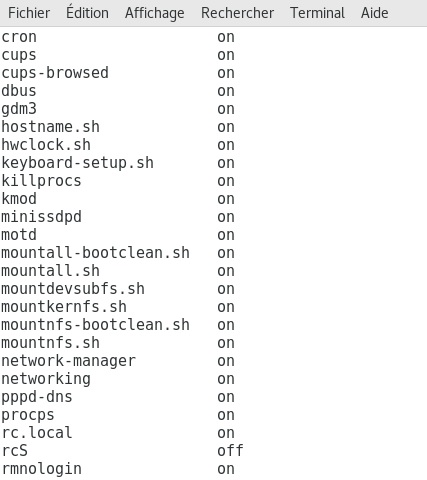 Fichier Édition Affichage Rechercher Terminal Aide
cron on
cups on
cups-browsed on
dbus on
gdm3 on
hostname.sh on
hwclock.sh on
keyboard-setup.sh on
killprocs on
kmod on
minissdpd on
motd on
mountall-bootclean.sh on
mountall.sh on
mountdevsubfs.sh on
mountkernfs.sh on
mountnfs-bootclean.sh on
mountnfs.sh on
network-manager on
networking on
pppd-dns on
procps on
rc.local on
rcS off
rmnologin on